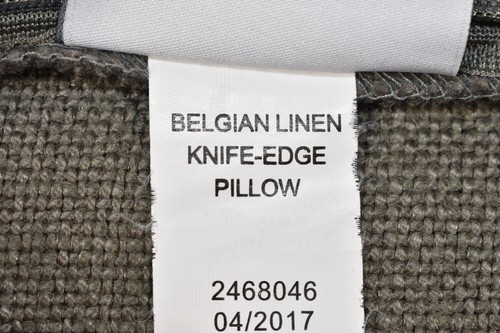 BELGIAN LINEN
KNIFE-EDGE
PILLOW
2468046
04/2017